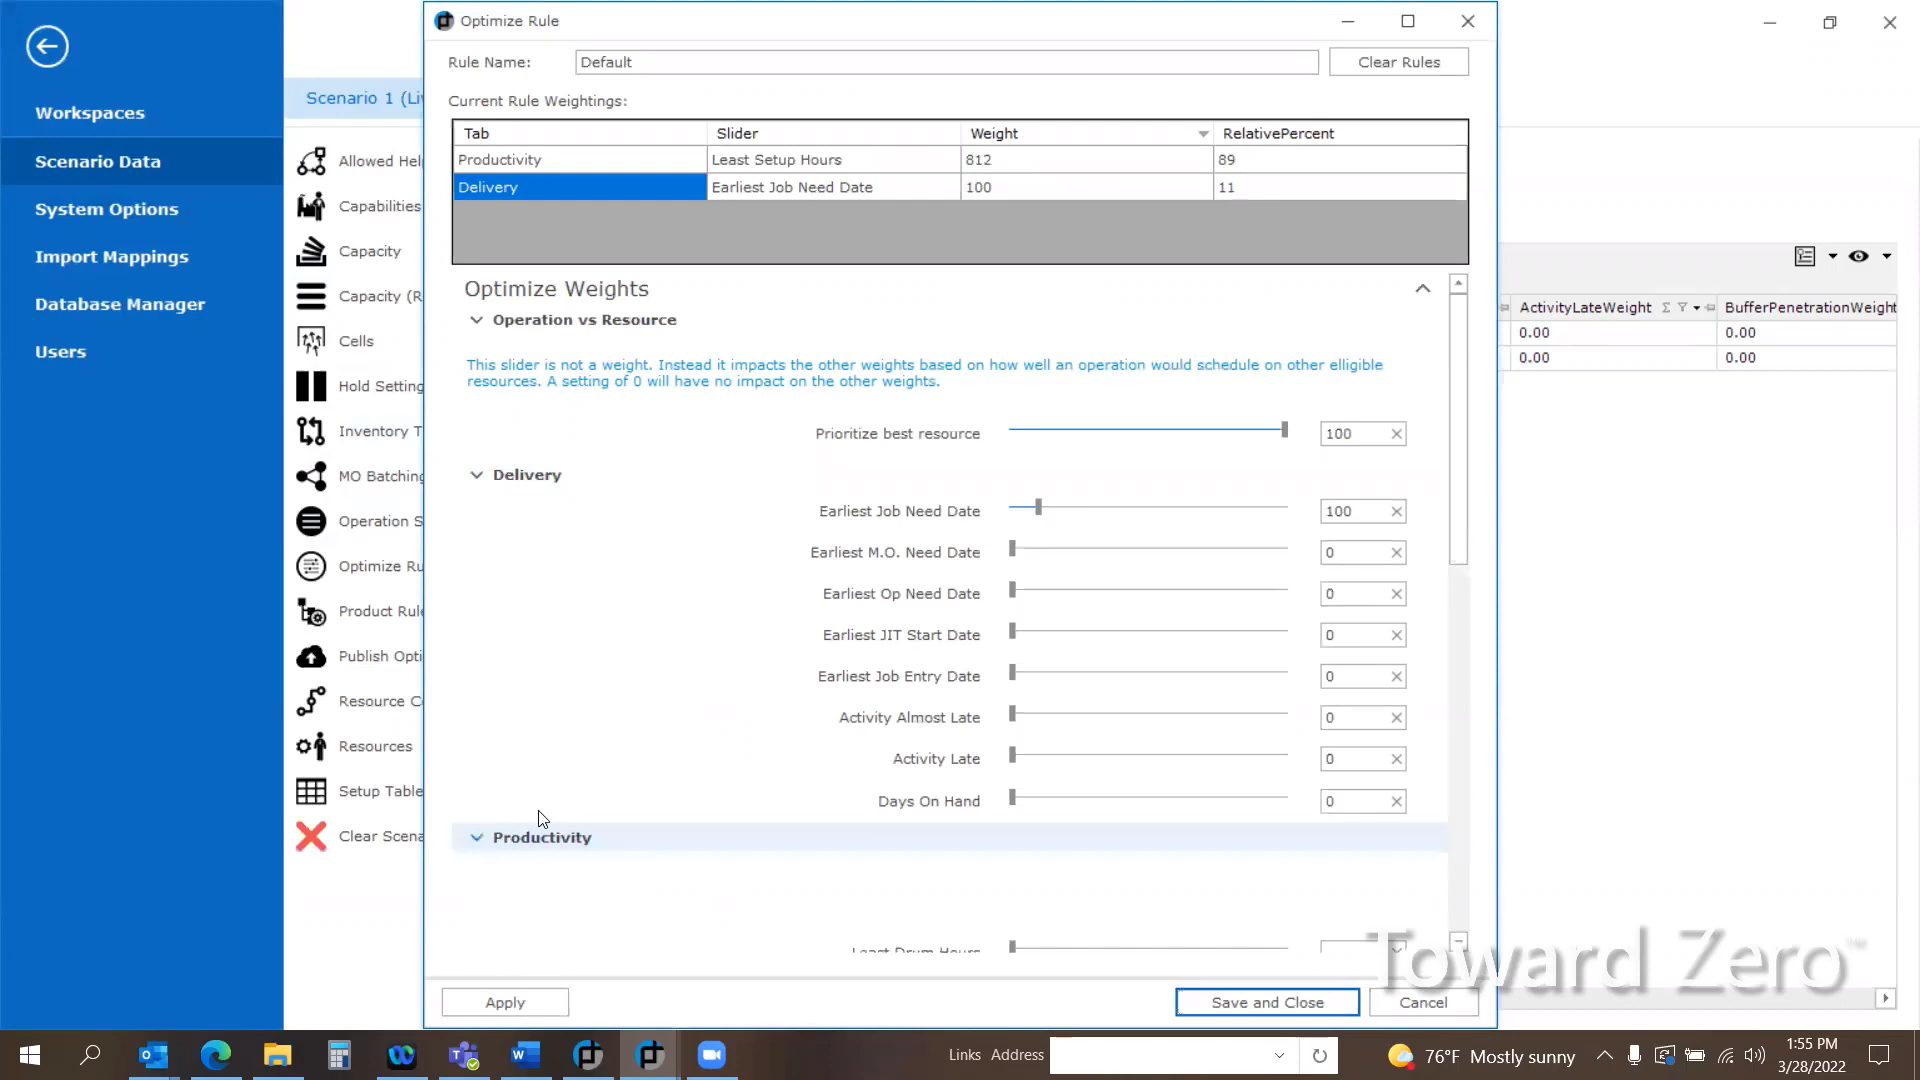 Optimize Rule
Rule Name: Default Clear Rules
Current Rule Weightings:
Tab Slider Weight RelativePercent
Productivity Least Setup Hours 812 89
Delivery Earliest Job Need Date 100 11
Workspaces
Scenario Data
System Options
Import Mappings
Database Manager
Users
Scenario 1
Allowed
Capabilities
Capacity
Capacity
Cells
Hold
Inventory
MO Batching
Operation
Optimize
Product
Publish
Resource
Resources
Setup
Clear
Optimize Weights
Operation vs Resource
This slider is not a weight. Instead it impacts the other weights based on how well an operation would schedule on other elligible
resources. A setting of 0 will have no impact on the other weights.
Prioritize best resource 100
Delivery
Earliest Job Need Date 100
Earliest M.O. Need Date 0
Earliest Op Need Date 0
Earliest JIT Start Date 0
Earliest Job Entry Date 0
Activity Almost Late 0
Activity Late 0
Days On Hand 0
Productivity
Least Drum Hours
Apply Save and Close Cancel
ActivityLateWeight Σ BufferPenetrationWeight
0.00 0.00
0.00 0.00
Toward Zero™
Links Address
76°F Mostly sunny
1:55 PM
3/28/2022